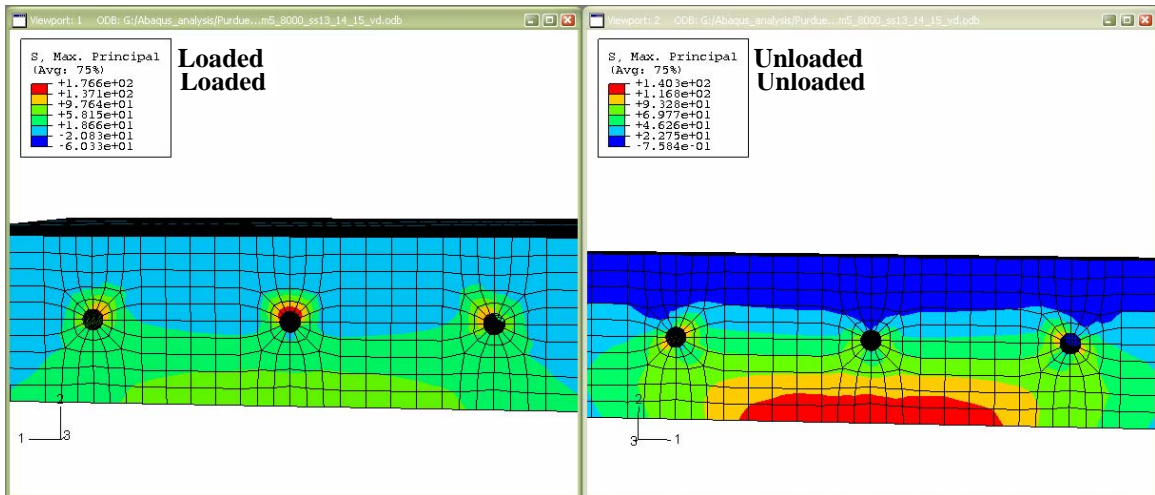 Viewport: 1 ODB: G:/Abaqus_analysis/Purdue...m5_8000_ss13_14_15_vd.odb
S, Max. Principal
(Avg: 75%)
+1.766e+02
+1.371e+02
+9.764e+01
+5.815e+01
+1.866e+01
-2.083e+01
-6.033e+01
Loaded
Loaded
2
1
3
Viewport: 2 ODB: G:/Abaqus_analysis/Purdue...m5_8000_ss13_14_15_vd.odb
S, Max. Principal
(Avg: 75%)
+1.403e+02
+1.168e+02
+9.328e+01
+6.977e+01
+4.626e+01
+2.275e+01
-7.584e-01
Unloaded
Unloaded
2
3
1